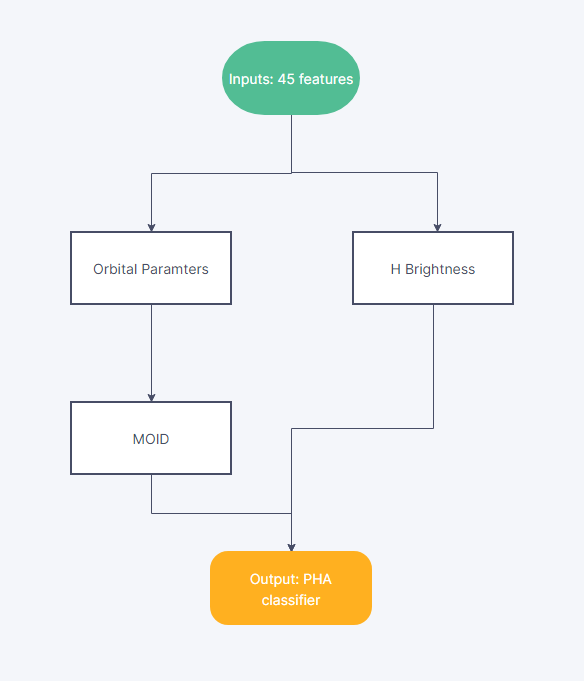 Inputs: 45 features
Orbital Paramters
H Brightness
MOID
Output: PHA
classifier